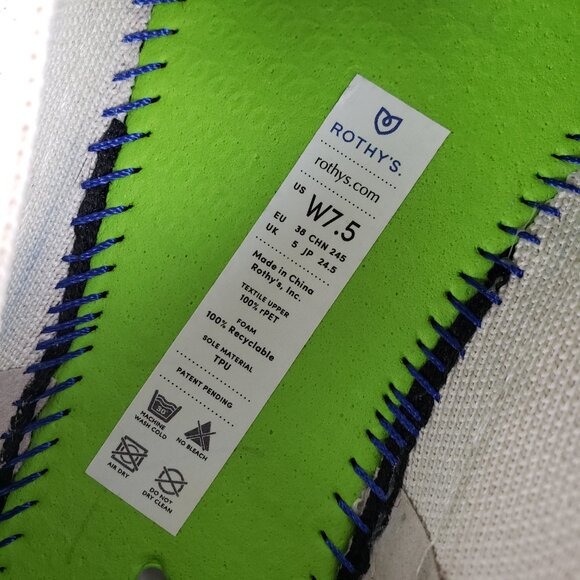 ROTHY'S.
rothys.com
US W7.5
EU 38 CHN 245
UK 5 JP 24.5
Made in China
Rothy's, Inc.
TEXTILE UPPER
100% rPET
FOAM
100% Recyclable
SOLE MATERIAL
TPU
PATENT PENDING
30
MACHINE
WASH COLD
NO BLEACH
AIR DRY
DO NOT
DRY CLEAN